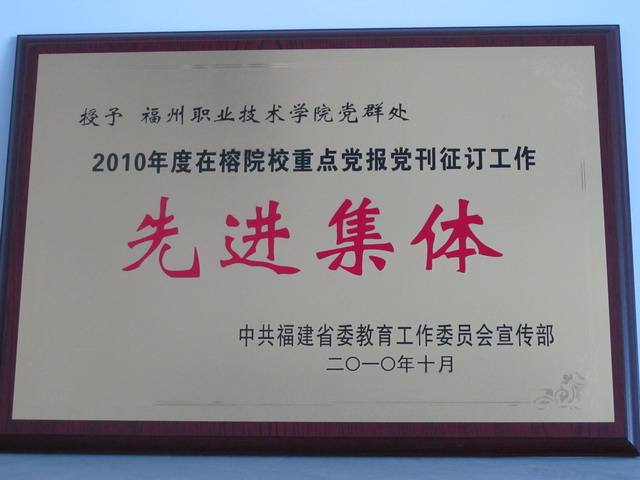 授予 福州职业技术学院党群处
2010年度在榕院校重点党报党刊征订工作
先进集体
中共福建省委教育工作委员会宣传部
二〇一〇年十月